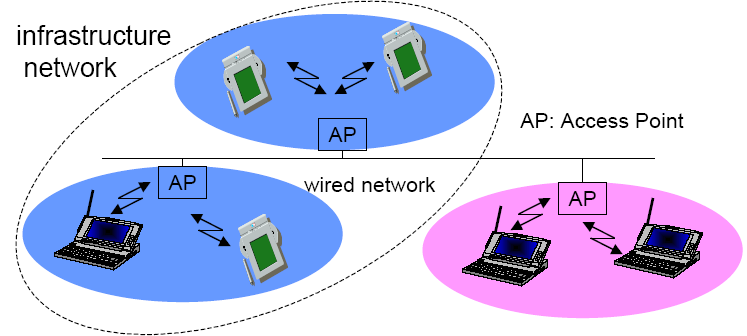 infrastructure
network
AP
AP: Access Point
AP
wired network
AP